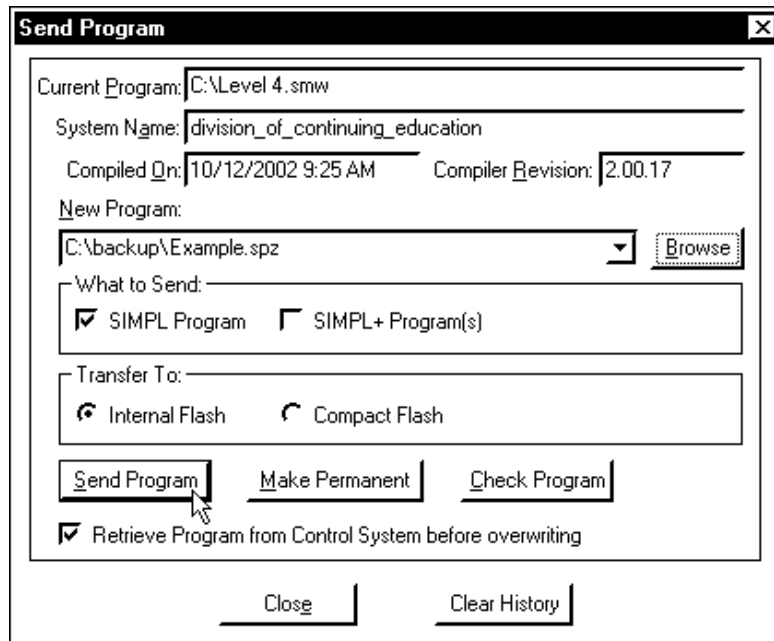 Send Program
Current Program: C:\Level 4.smw
System Name: division_of_continuing_education
Compiled On: 10/12/2002 9:25 AM Compiler Revision: 2.00.17
New Program:
C:\backup\Example.spz Browse
What to Send:
SIMPL Program SIMPL+ Program(s)
Transfer To:
Internal Flash Compact Flash
Send Program Make Permanent Check Program
Retrieve Program from Control System before overwriting
Close Clear History